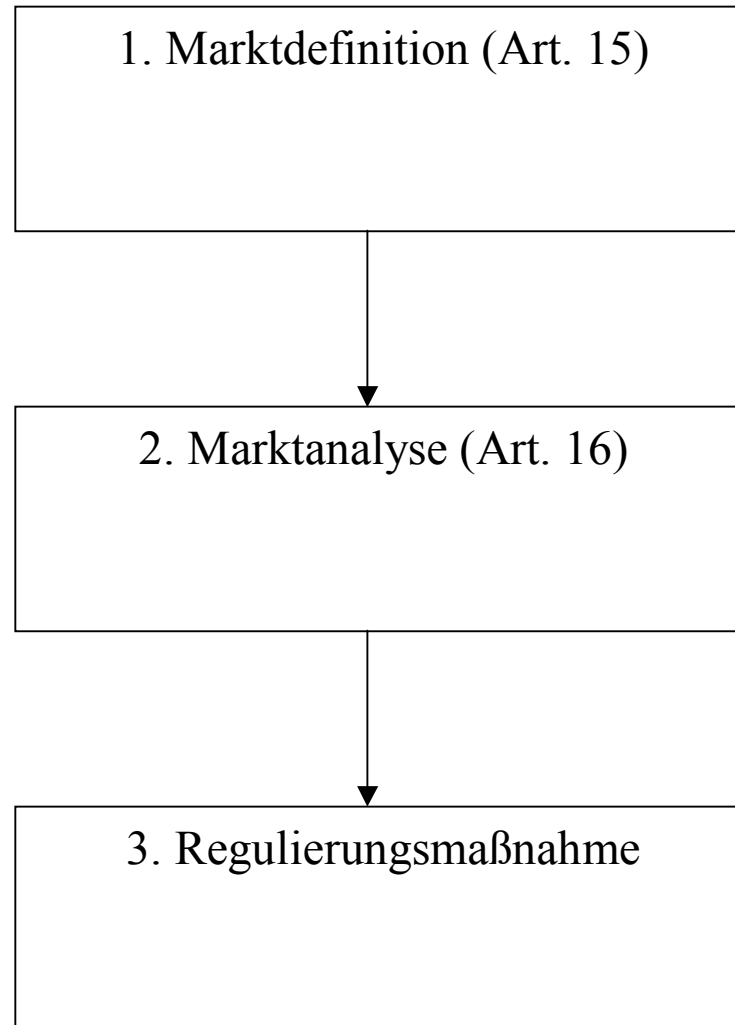 1. Marktdefinition (Art. 15)
2. Marktanalyse (Art. 16)
3. Regulierungsmaßnahme